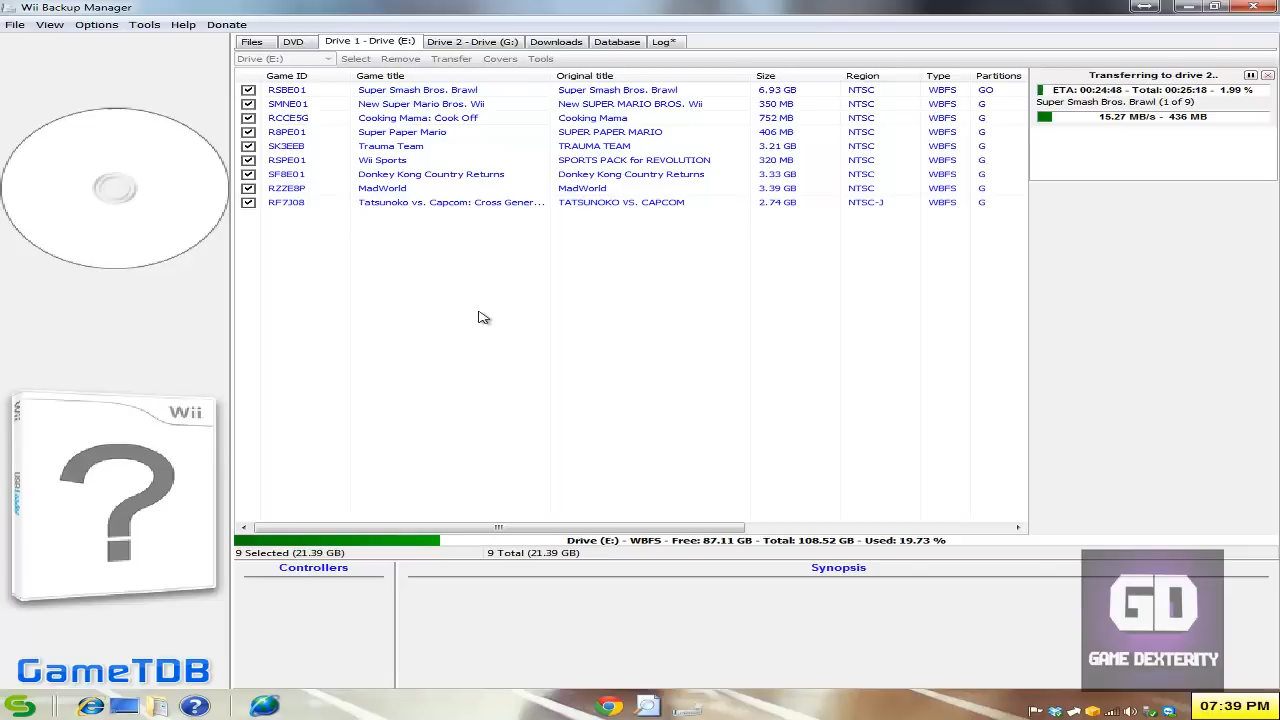 Wii Backup Manager
File View Options Tools Help Donate
Files DVD Drive 1 - Drive (E:) Drive 2 - Drive (G:) Downloads Database Log*
Drive (E:) Select Remove Transfer Covers Tools
Game ID Game title Original title Size Region Type Partitions
RSBE01 Super Smash Bros. Brawl Super Smash Bros. Brawl 6.93 GB NTSC WBFS GO
SMNE01 New Super Mario Bros. Wii New SUPER MARIO BROS. Wii 350 MB NTSC WBFS G
RCCE5G Cooking Mama: Cook Off Cooking Mama 752 MB NTSC WBFS G
R8PE01 Super Paper Mario SUPER PAPER MARIO 406 MB NTSC WBFS G
SK3EEB Trauma Team TRAUMA TEAM 3.21 GB NTSC WBFS G
RSPE01 Wii Sports SPORTS PACK for REVOLUTION 320 MB NTSC WBFS G
SF8E01 Donkey Kong Country Returns Donkey Kong Country Returns 3.33 GB NTSC WBFS G
RZZE8P MadWorld MadWorld 3.39 GB NTSC WBFS G
RF7J08 Tatsunoko vs. Capcom: Cross Gener... TATSUNOKO VS. CAPCOM 2.74 GB NTSC-J WBFS G
Transferring to drive 2..
ETA: 00:24:48 - Total: 00:25:18 - 1.99 %
Super Smash Bros. Brawl (1 of 9)
15.27 MB/s - 436 MB
Wii
?
GameTDB
Drive (E:) - WBFS - Free: 87.11 GB - Total: 108.52 GB - Used: 19.73 %
9 Selected (21.39 GB) 9 Total (21.39 GB)
Controllers Synopsis
GD
GAME DEXTERITY
07:39 PM